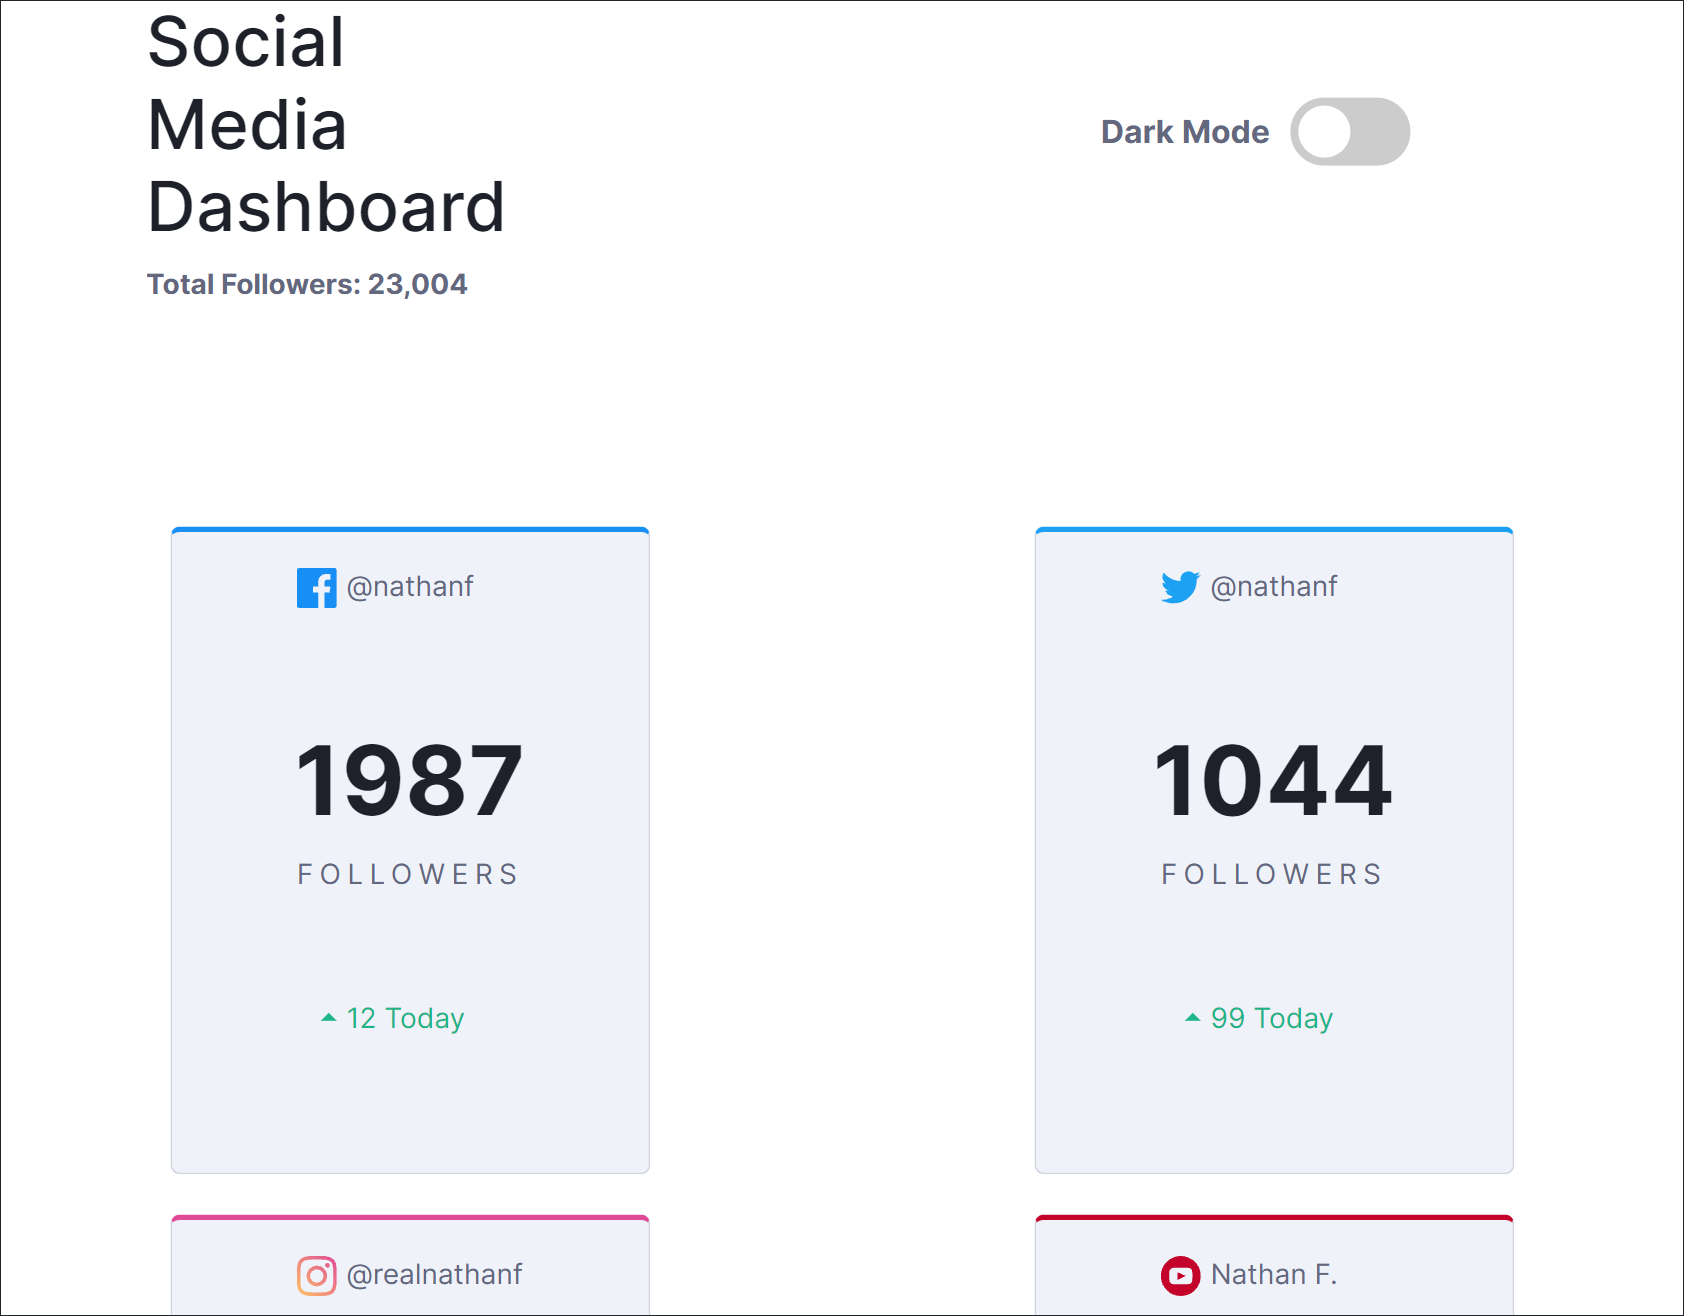 Social
Media
Dashboard
Total Followers: 23,004
Dark Mode
@nathanf
1987
FOLLOWERS
12 Today
@nathanf
1044
FOLLOWERS
99 Today
@realnathanf
Nathan F.